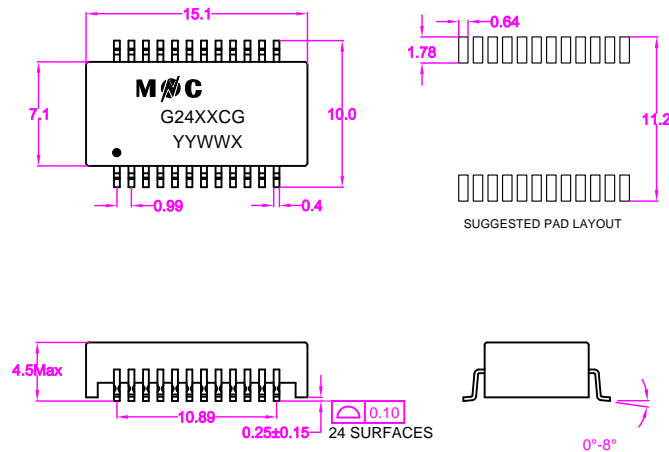 15.1
0.64
1.78
7.1
MNC
G24XXCG
YYWWX
10.0
11.2
0.99
0.4
SUGGESTED PAD LAYOUT
4.5Max
10.89
0.25±0.15
0.10
24 SURFACES
0°-8°